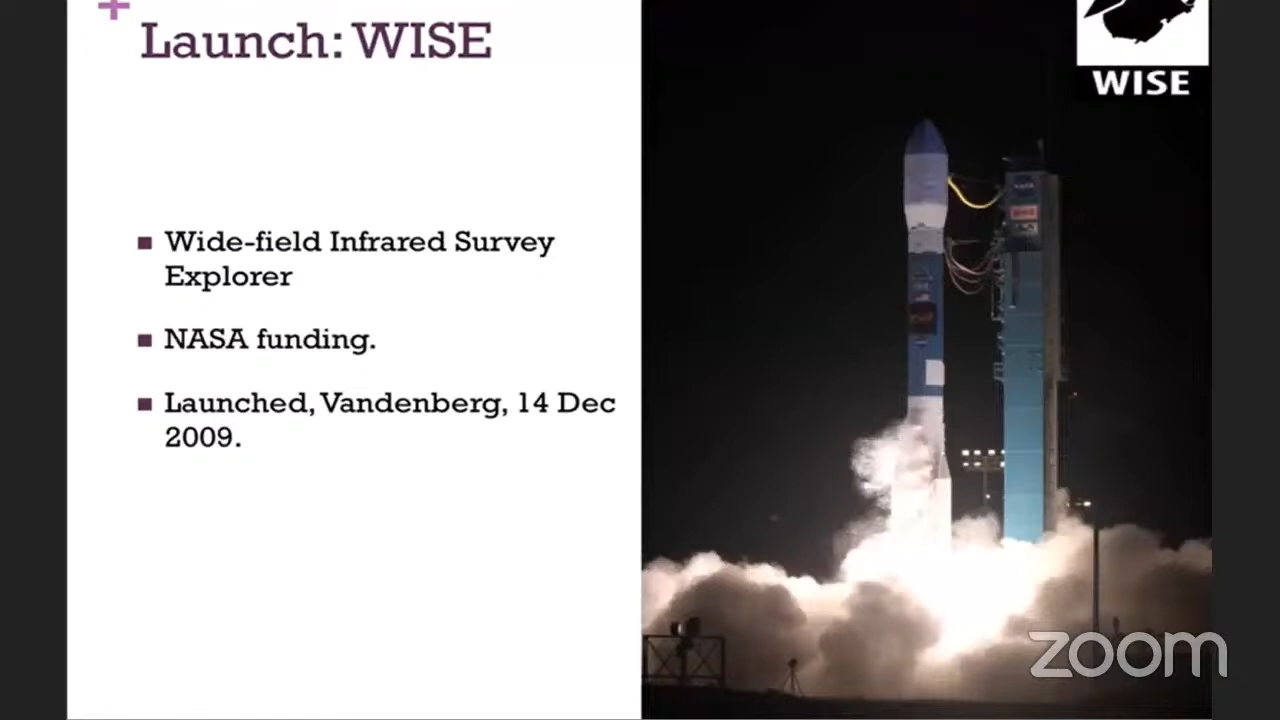 +
Launch: WISE
WISE
Wide-field Infrared Survey
Explorer
NASA funding.
Launched, Vandenberg, 14 Dec
2009.
zoom